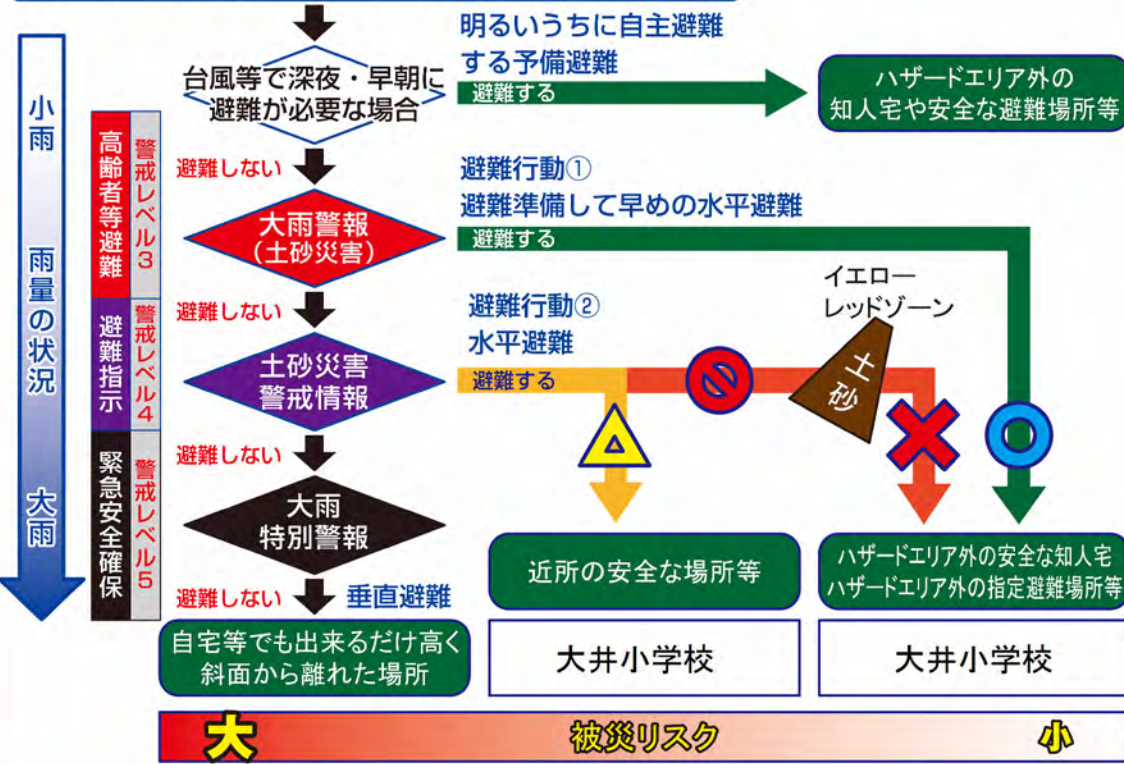 明るいうちに自主避難
する予備避難
台風等で深夜・早朝に
避難が必要な場合
避難する
ハザードエリア外の
知人宅や安全な避難場所等
小雨
雨量の状況
大雨
高齢者等避難
警戒レベル3
避難しない
避難行動①
避難準備して早めの水平避難
大雨警報
(土砂災害)
避難する
イエロー
レッドゾーン
避難指示
警戒レベル4
避難しない
避難行動②
水平避難
土砂災害
警戒情報
避難する
土砂
緊急安全確保
警戒レベル5
避難しない
大雨
特別警報
近所の安全な場所等
ハザードエリア外の安全な知人宅
ハザードエリア外の指定避難場所等
避難しない
垂直避難
自宅等でも出来るだけ高く
斜面から離れた場所
大井小学校
大井小学校
大
被災リスク
小